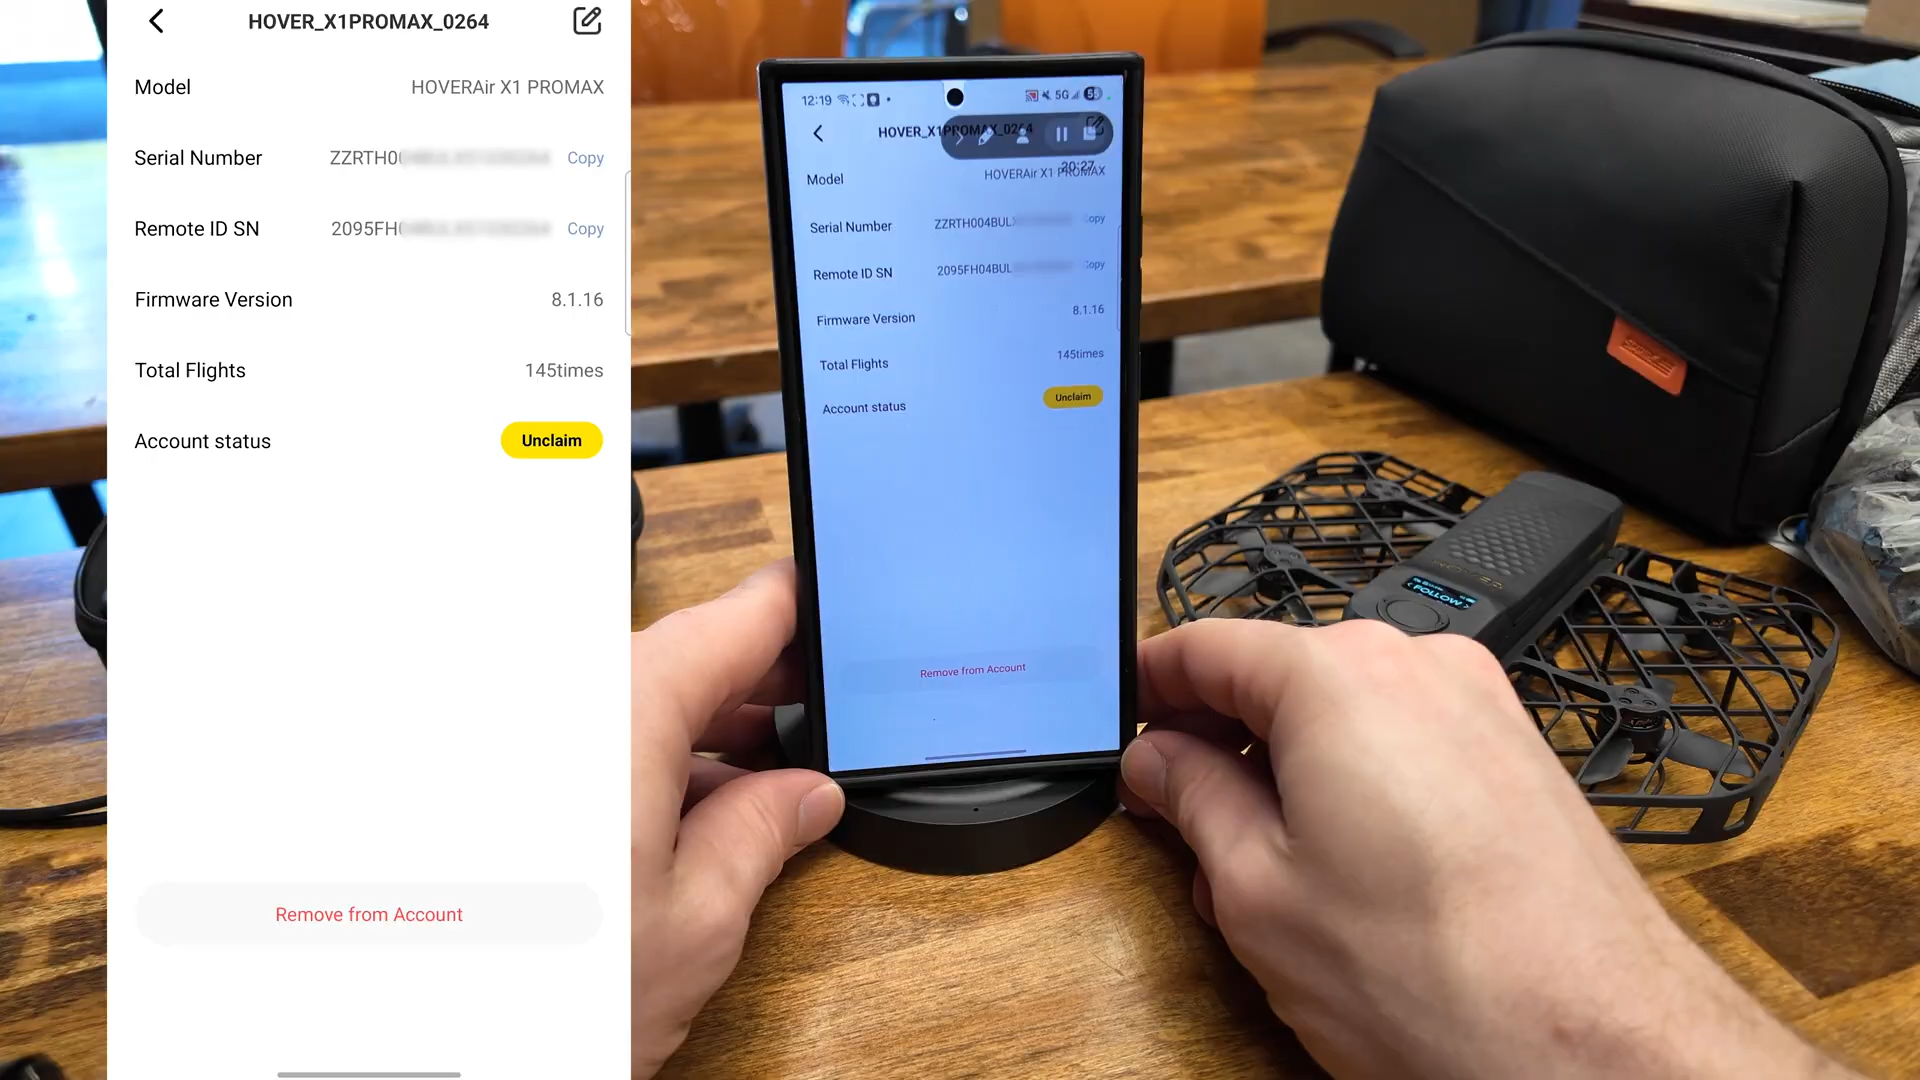 HOVER_X1PROMAX_0264
Model HOVERAir X1 PROMAX
Serial Number ZZRTH0 Copy
Remote ID SN 2095FH Copy
Firmware Version 8.1.16
Total Flights 145times
Account status Unclaim
Remove from Account
12:19 5G
HOVER_X1PROMAX_0264
20:27
Model HOVERAir X1 PROMAX
Serial Number ZZRTH004BUL opy
Remote ID SN 2095FH04BUL opy
Firmware Version 8.1.16
Total Flights 145times
Account status Unclaim
Remove from Account
HOVER
<FOLLOW>